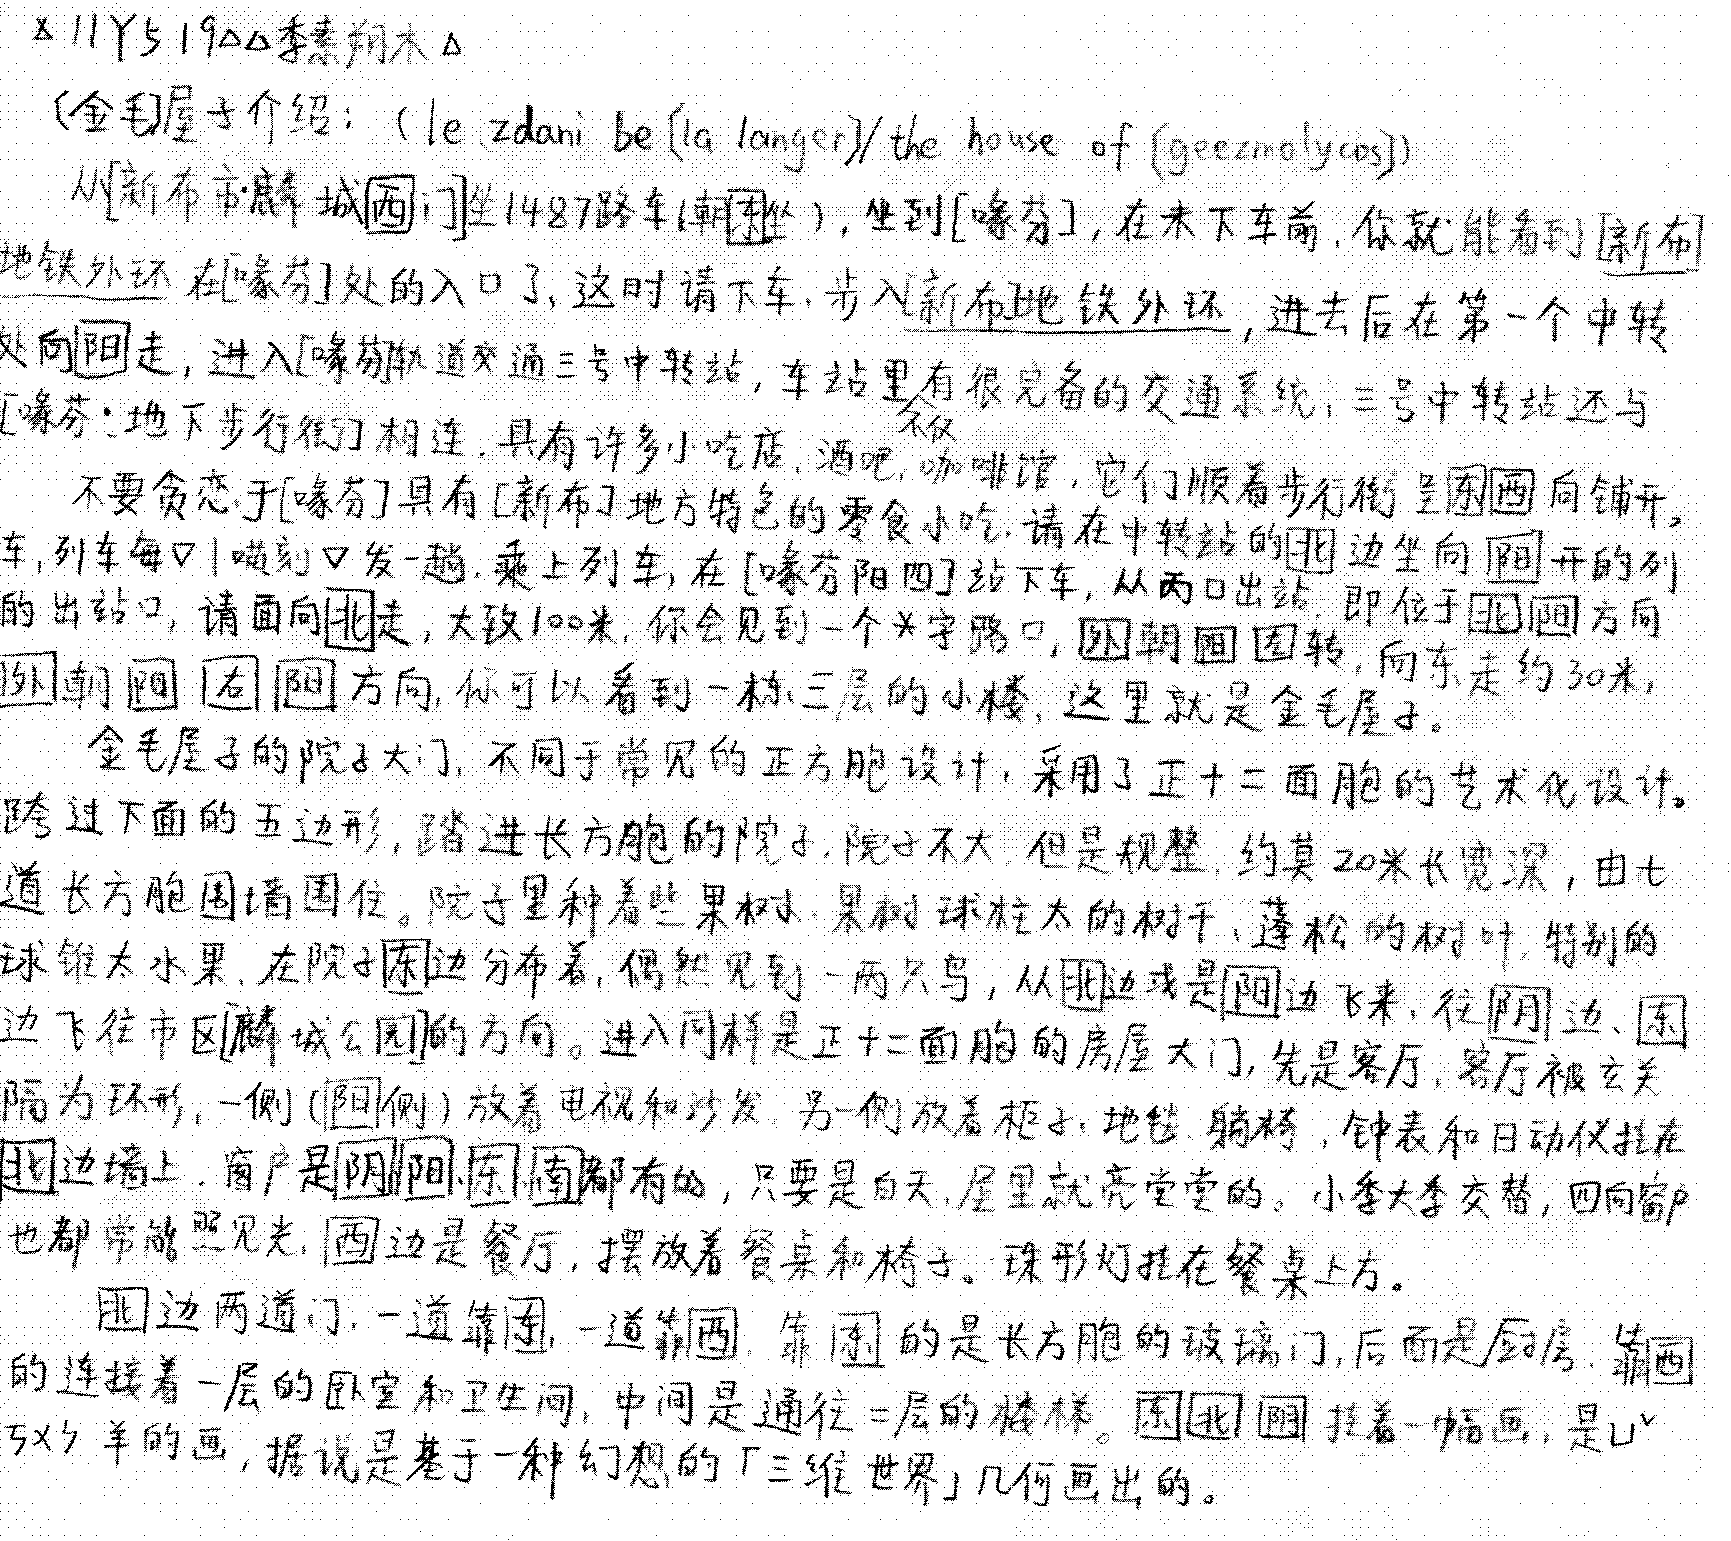 11Y与19△△季素翔木△
[金毛]屋子介绍：（le zdani be [la langer]/the house of [geezmolycos]）
从[新布市·麟城西门]坐1487路车(朝东坐)，坐到[喙芬]，在未下车前，你就能看到[新布]
地铁外环在[喙芬]处的入口了，这时请下车，步入[新布]地铁外环，进去后在第一个中转
处向阳走，进入[喙芬]轨道交通三号中转站，车站里有很完备的交通系统，三号中转站还与
[喙芬·地下步行街]相连，具有许多小吃店、酒吧、咖啡馆，它们顺着步行街呈东西向铺开。
不仅
不要贪恋于[喙芬]具有[新布]地方特色的零食小吃，请在中转站的北边坐向阳开的列
车，列车每▽1喷刻▽发一趟，乘上列车，在[喙芬阳四]站下车，从丙口出站，即位于北阳方向
的出站口，请面向北走，大致100米，你会见到一个米字路口，朝转，向东走约30米，
朝阳右阳方向，你可以看到一栋三层的小楼，这里就是金毛屋子。
金毛屋子的院子大门，不同于常见的正方胞设计，采用了正十二面胞的艺术化设计。
跨过下面的五边形，踏进长方胞的院子，院子不大，但是规整，约莫20米长宽深，由七
道长方胞围墙围住。院子里种着些果树，果树球柱太的树干、蓬松的树叶、特别的
球锥太水果，在院子东边分布着，偶然见到一两只鸟，从北边或是阳边飞来，往阴边、东
边飞往市区[麟城公园]的方向。进入同样是正十二面胞的房屋大门，先是客厅，客厅被玄关
隔为环形，一侧(阳侧)放着电视和沙发，另一侧放着柜子、地毯、躺椅，钟表和日动仪挂在
北边墙上，窗户是阴阳、东、南都有的，只要是白天，屋里就亮堂堂的。小季大季交替，四向窗户
也都常能照见光，西边是餐厅，摆放着餐桌和椅子。球形灯挂在餐桌上方。
北边两道门，一道靠东，一道靠西，靠东的是长方胞的玻璃门，后面是厨房，靠西
的连接着一层的卧室和卫生间，中间是通往二层的楼梯。东北阴挂着一幅画，是ㄩˇ
ㄎㄨㄅ羊的画，据说是基于一种幻想的「三维世界」几何画出的。